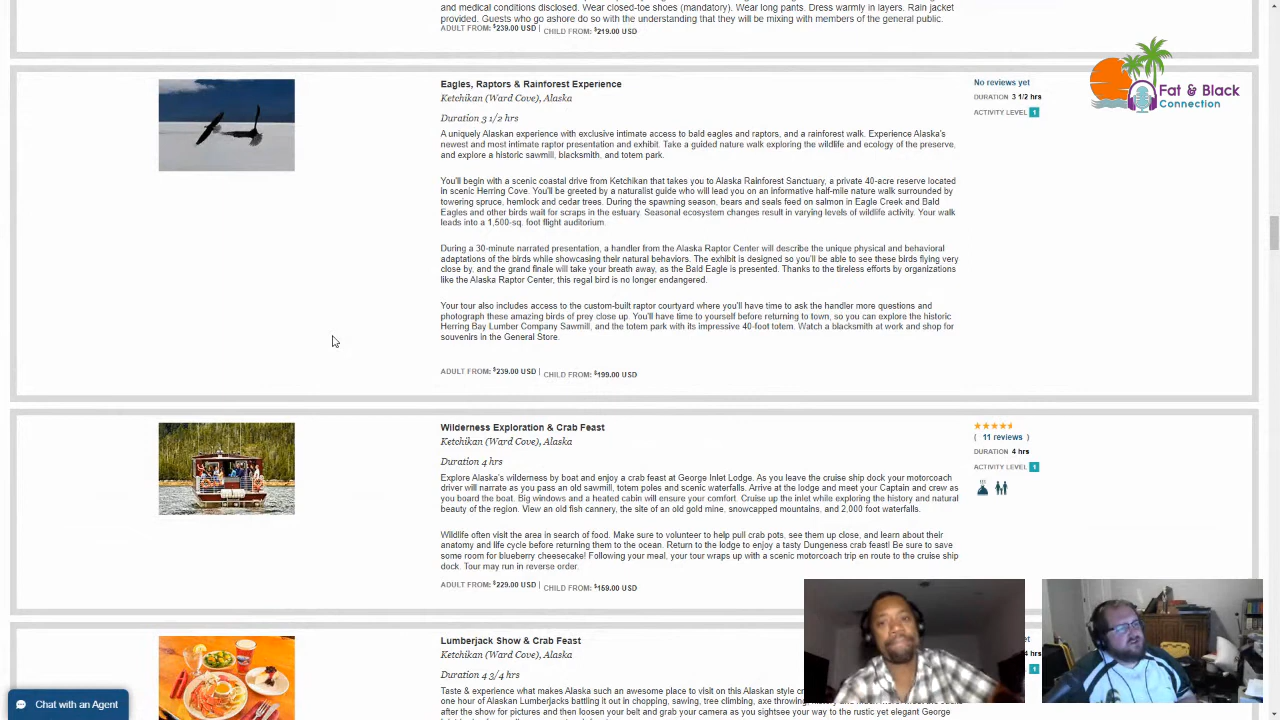 and medical conditions disclosed. Wear closed-toe shoes (mandatory). Wear long pants. Dress warmly in layers. Rain jacket
provided. Guests who go ashore do so with the understanding that they will be mixing with members of the general public.
ADULT FROM: $239.00 USD | CHILD FROM: $219.00 USD
Fat & Black
Connection
Eagles, Raptors & Rainforest Experience
Ketchikan (Ward Cove), Alaska
Duration 3 1/2 hrs
No reviews yet
DURATION 3 1/2 hrs
ACTIVITY LEVEL 1
A uniquely Alaskan experience with exclusive intimate access to bald eagles and raptors, and a rainforest walk. Experience Alaska's
newest and most intimate raptor presentation and exhibit. Take a guided nature walk exploring the wildlife and ecology of the preserve,
and explore a historic sawmill, blacksmith, and totem park.
You'll begin with a scenic coastal drive from Ketchikan that takes you to Alaska Rainforest Sanctuary, a private 40-acre reserve located
in scenic Herring Cove. You'll be greeted by a naturalist guide who will lead you on an informative half-mile nature walk surrounded by
towering spruce, hemlock and cedar trees. During the spawning season, bears and seals feed on salmon in Eagle Creek and Bald
Eagles and other birds wait for scraps in the estuary. Seasonal ecosystem changes result in varying levels of wildlife activity. Your walk
leads into a 1,500-sq. foot flight auditorium.
During a 30-minute narrated presentation, a handler from the Alaska Raptor Center will describe the unique physical and behavioral
adaptations of the birds while showcasing their natural behaviors. The exhibit is designed so you'll be able to see these birds flying very
close by, and the grand finale will take your breath away, as the Bald Eagle is presented. Thanks to the tireless efforts by organizations
like the Alaska Raptor Center, this regal bird is no longer endangered.
Your tour also includes access to the custom-built raptor courtyard where you'll have time to ask the handler more questions and
photograph these amazing birds of prey close up. You'll have time to yourself before returning to town, so you can explore the historic
Herring Bay Lumber Company Sawmill, and the totem park with its impressive 40-foot totem. Watch a blacksmith at work and shop for
souvenirs in the General Store.
ADULT FROM: $239.00 USD | CHILD FROM: $199.00 USD
Wilderness Exploration & Crab Feast
Ketchikan (Ward Cove), Alaska
Duration 4 hrs
( 11 reviews )
DURATION 4 hrs
ACTIVITY LEVEL 1
Explore Alaska's wilderness by boat and enjoy a crab feast at George Inlet Lodge. As you leave the cruise ship dock your motorcoach
driver will narrate as you pass an old sawmill, totem poles and scenic waterfalls. Arrive at the lodge and meet your Captain and crew as
you board the boat. Big windows and a heated cabin will ensure your comfort. Cruise up the inlet while exploring the history and natural
beauty of the region. View an old fish cannery, the site of an old gold mine, snowcapped mountains, and 2,000 foot waterfalls.
Wildlife often visit the area in search of food. Make sure to volunteer to help pull crab pots, see them up close, and learn about their
anatomy and life cycle before returning them to the ocean. Return to the lodge to enjoy a tasty Dungeness crab feast! Be sure to save
some room for blueberry cheesecake! Following your meal, your tour wraps up with a scenic motorcoach trip en route to the cruise ship
dock. Tour may run in reverse order.
ADULT FROM: $229.00 USD | CHILD FROM: $159.00 USD
Lumberjack Show & Crab Feast
Ketchikan (Ward Cove), Alaska
Duration 4 3/4 hrs
Taste & experience what makes Alaska such an awesome place to visit on this Alaskan style
one hour of Alaskan Lumberjacks battling it out in chopping, sawing, tree climbing, axe
after the show for pictures and then loosen your belt and grab your camera as you sightsee your way to the rustic yet elegant George
Chat with an Agent